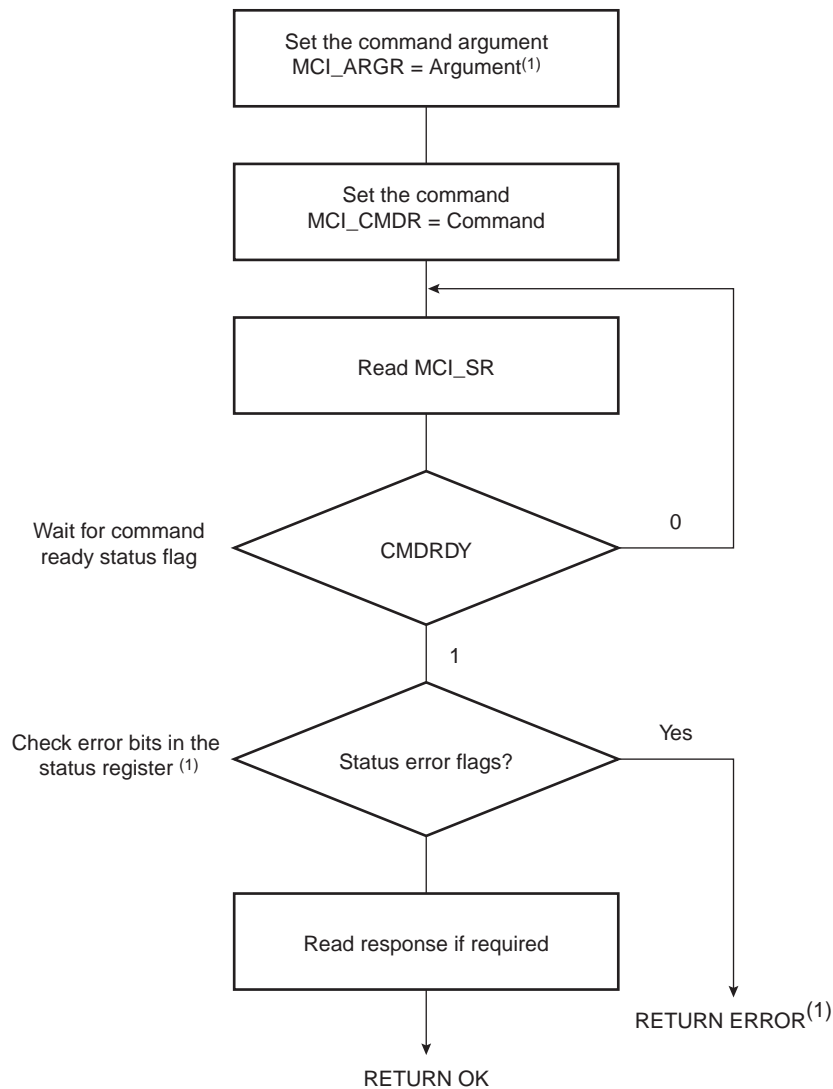 Set the command argument
MCI_ARGR = Argument(1)
Set the command
MCI_CMDR = Command
Read MCI_SR
Wait for command
ready status flag
CMDRDY
0
1
Check error bits in the
status register (1)
Status error flags?
Yes
Read response if required
RETURN ERROR(1)
RETURN OK